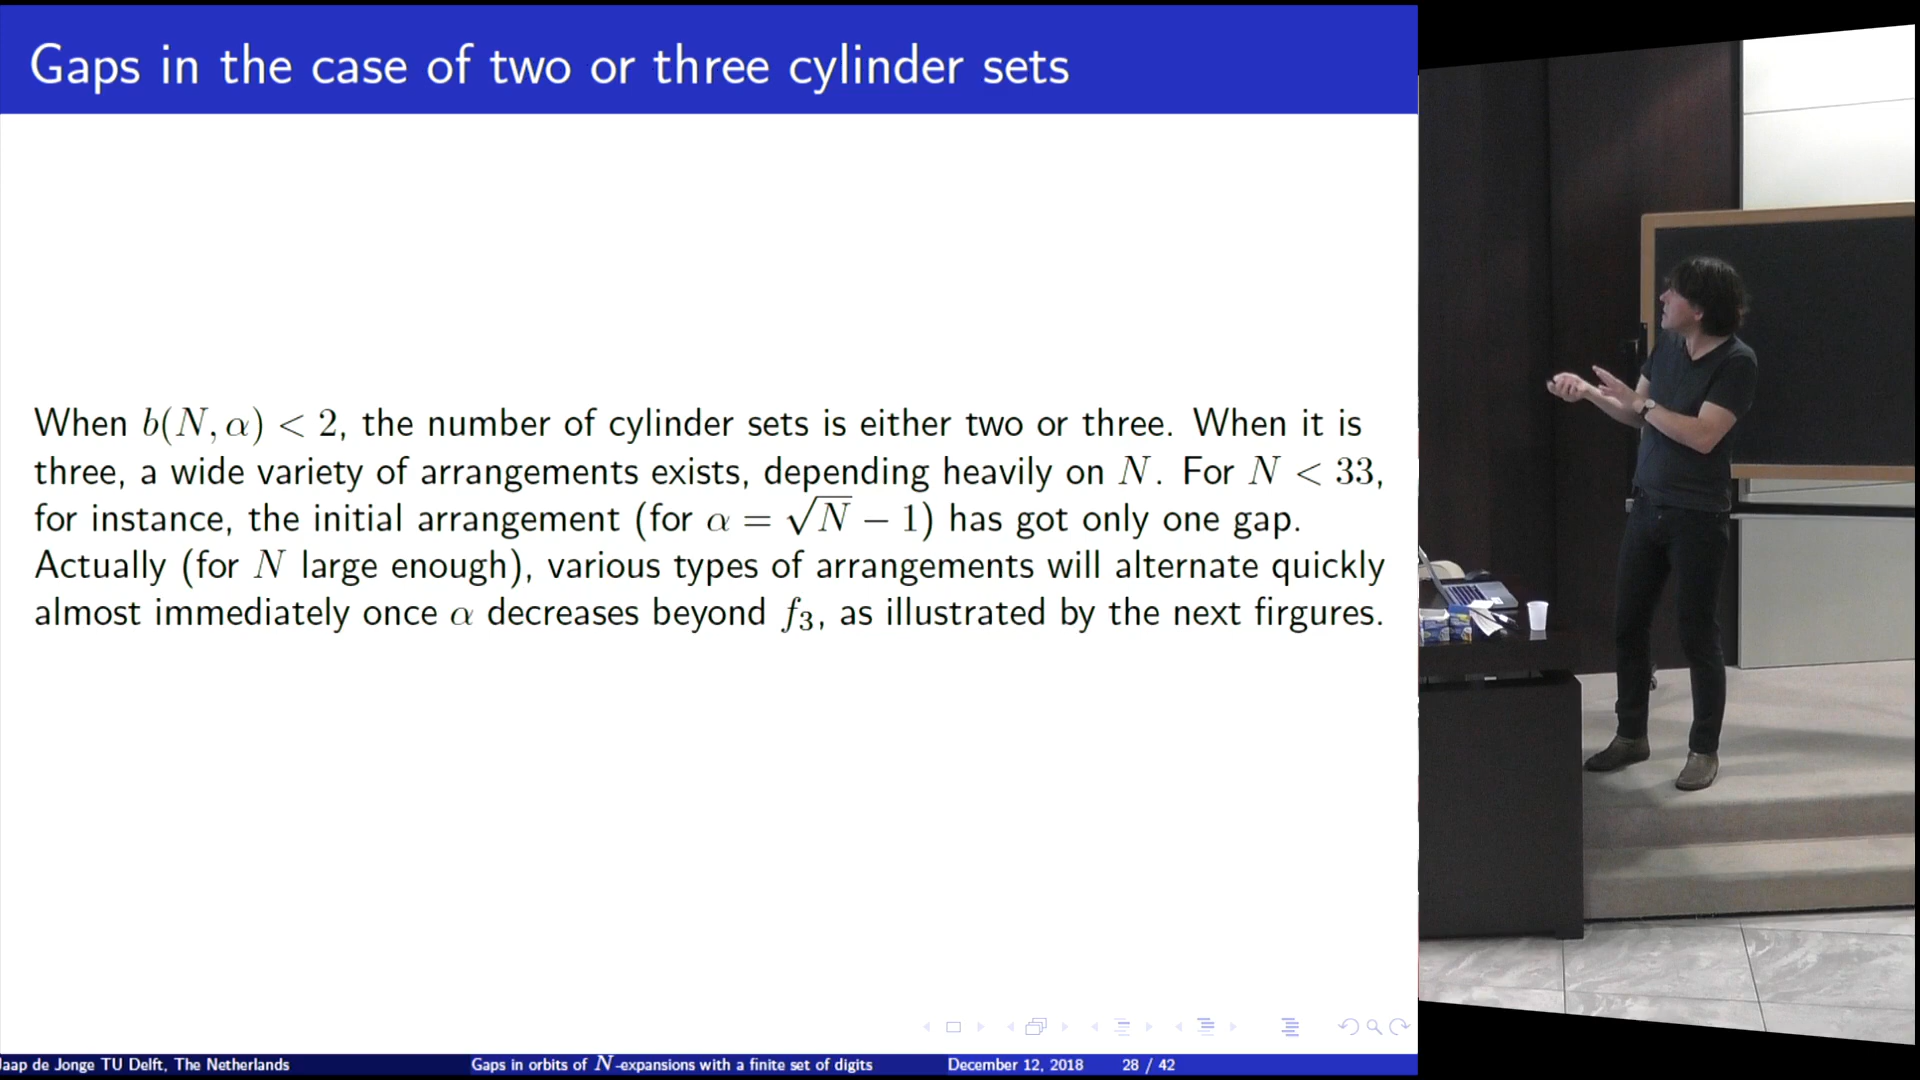 Gaps in the case of two or three cylinder sets
When b(N, α) < 2, the number of cylinder sets is either two or three. When it is
three, a wide variety of arrangements exists, depending heavily on N. For N < 33,
for instance, the initial arrangement (for α = √N − 1) has got only one gap.
Actually (for N large enough), various types of arrangements will alternate quickly
almost immediately once α decreases beyond f₃, as illustrated by the next firgures.
Jaap de Jonge TU Delft, The Netherlands
Gaps in orbits of N-expansions with a finite set of digits
December 12, 2018
28 / 42